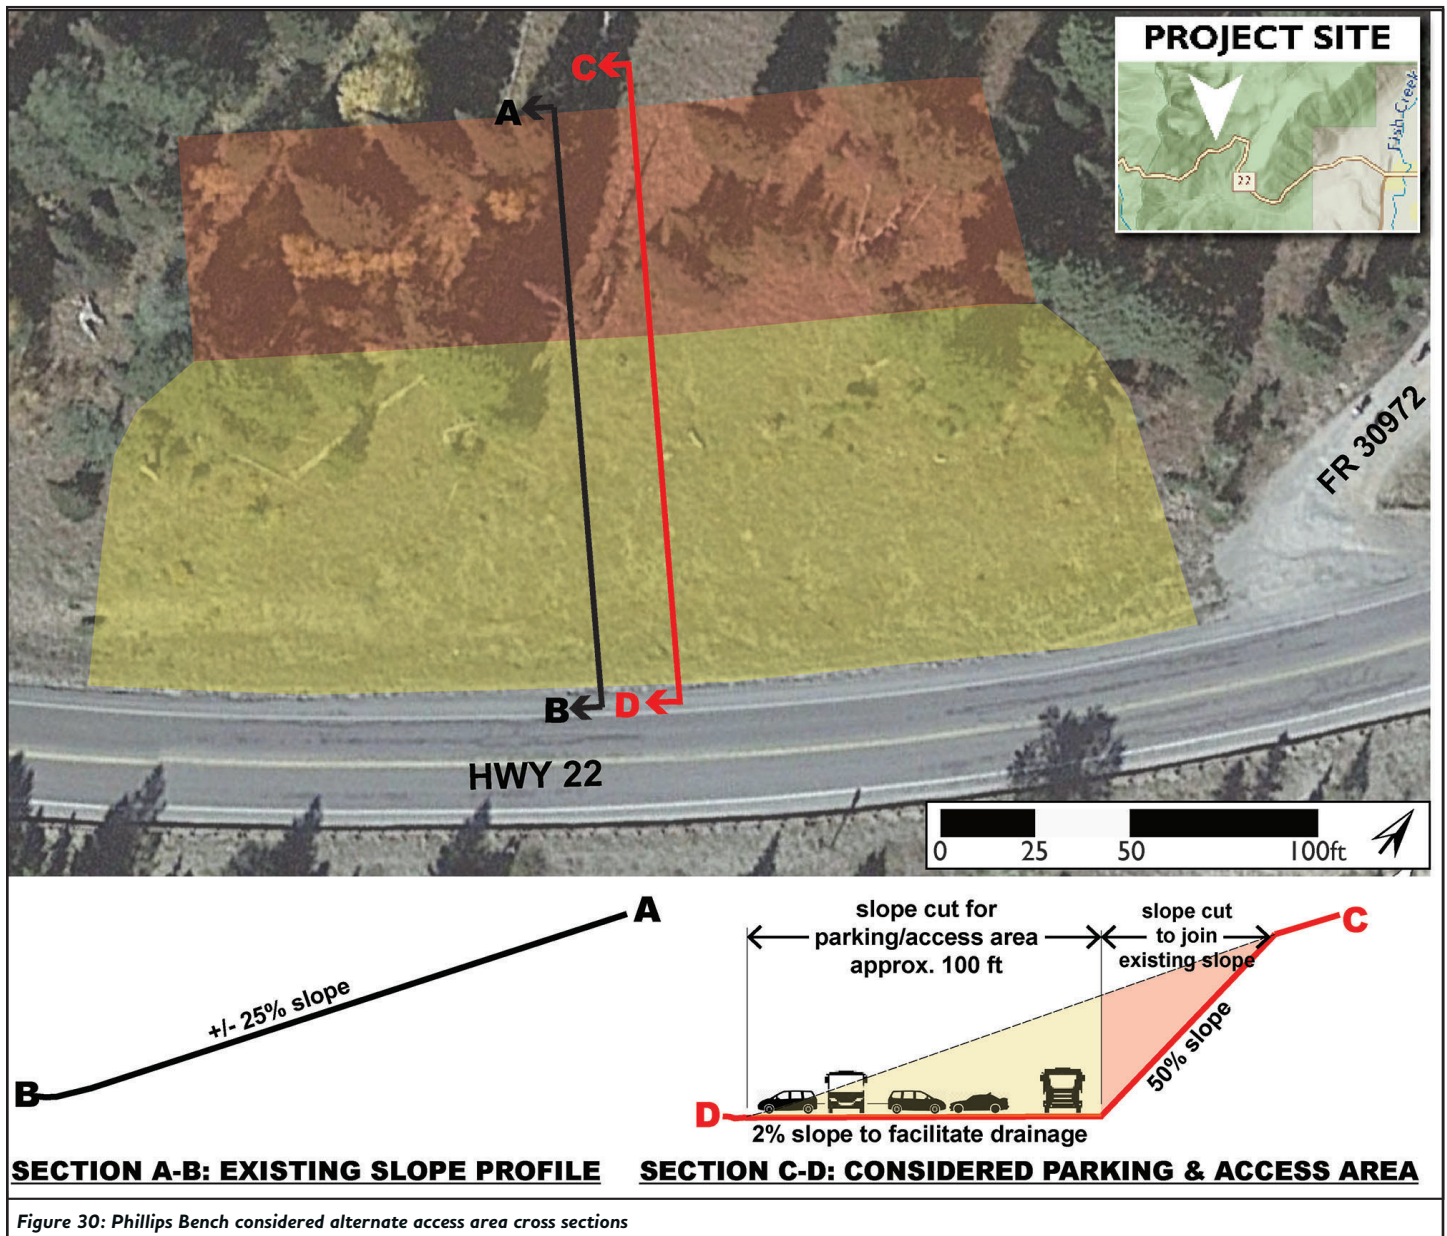 PROJECT SITE
Fish Creek
22
C
A
FR 30972
B
D
HWY 22
0 25 50 100ft
A
+/- 25% slope
B
slope cut for
parking/access area
approx. 100 ft
slope cut
to join
existing slope
C
50% slope
D
2% slope to facilitate drainage
SECTION A-B: EXISTING SLOPE PROFILE
SECTION C-D: CONSIDERED PARKING & ACCESS AREA
Figure 30: Phillips Bench considered alternate access area cross sections